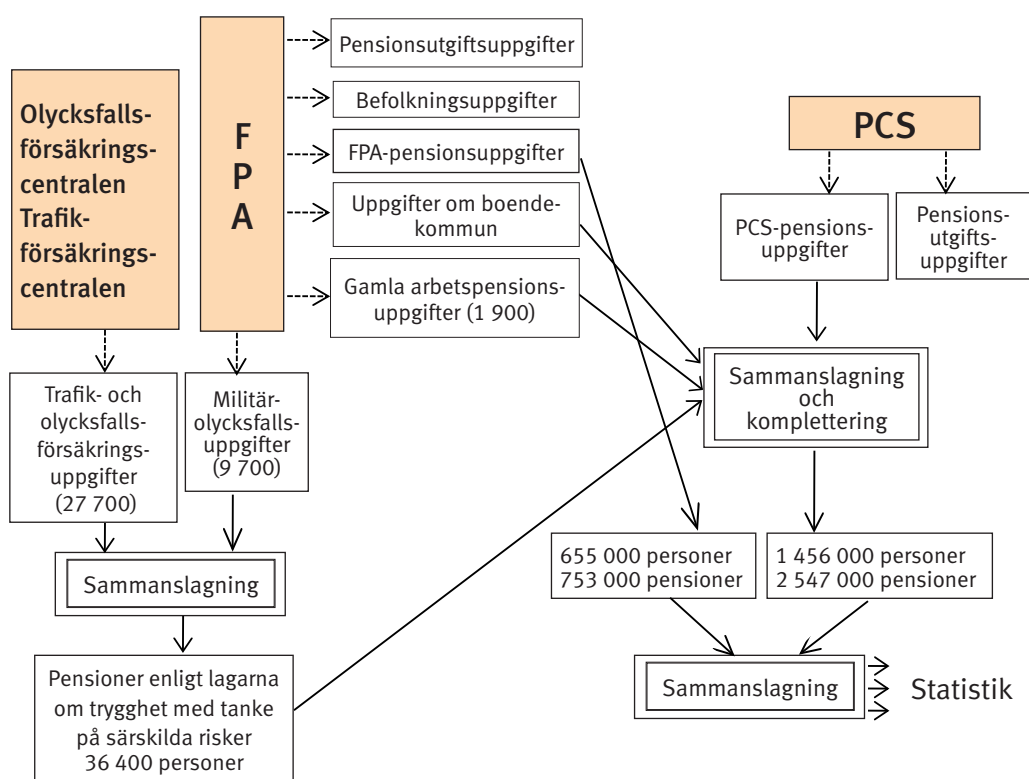 Olycksfalls-
försäkrings-
centralen
Trafik-
försäkrings-
centralen
F
P
A
Pensionsutgiftsuppgifter
Befolkningsuppgifter
FPA-pensionsuppgifter
Uppgifter om boende-
kommun
Gamla arbetspensions-
uppgifter (1 900)
PCS
PCS-pensions-
uppgifter
Pensions-
utgifts-
uppgifter
Trafik- och
olycksfalls-
försäkrings-
uppgifter
(27 700)
Militär-
olycksfalls-
uppgifter
(9 700)
Sammanslagning
och
komplettering
Sammanslagning
655 000 personer
753 000 pensioner
1 456 000 personer
2 547 000 pensioner
Pensioner enligt lagarna
om trygghet med tanke
på särskilda risker
36 400 personer
Sammanslagning
Statistik